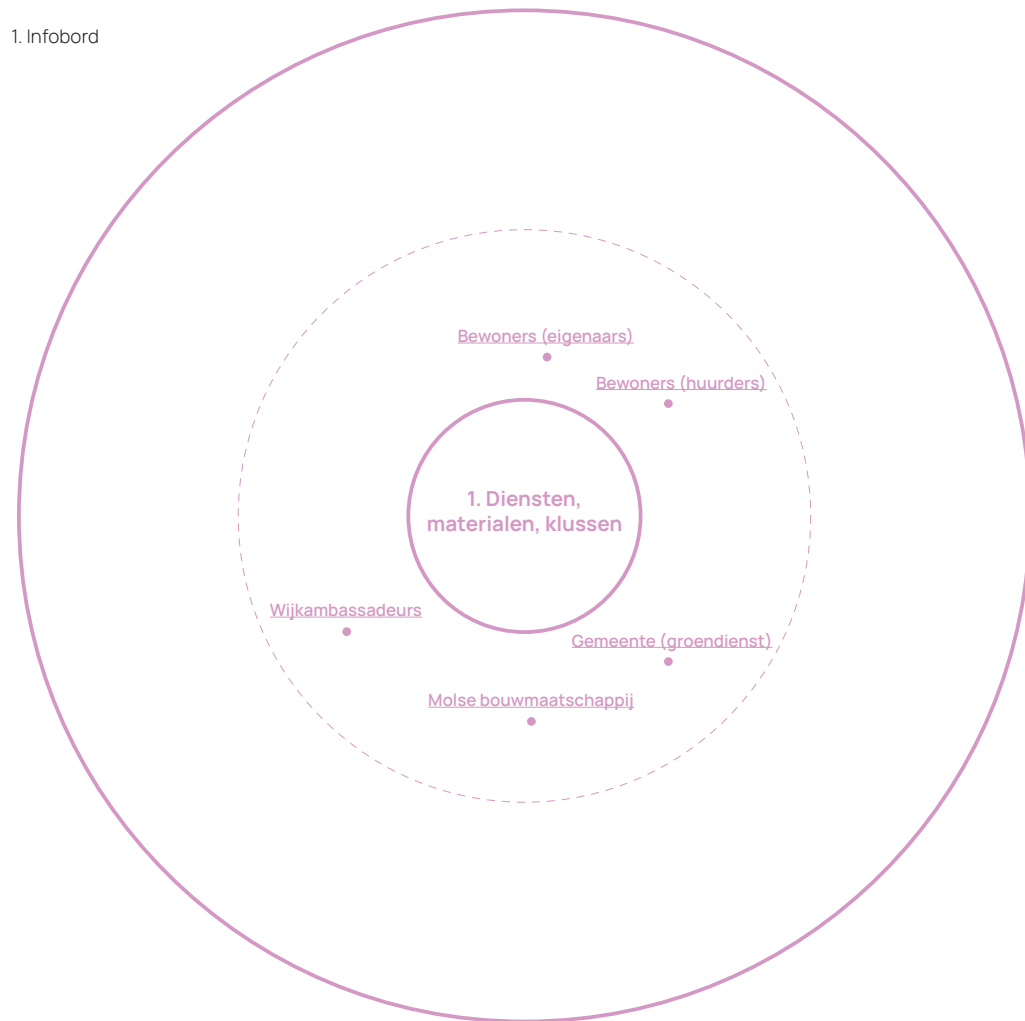 1. Infobord
Bewoners (eigenaars)
Bewoners (huurders)
1. Diensten,
materialen, klussen
Wijkambassadeurs
Gemeente (groendienst)
Molse bouwmaatschappij